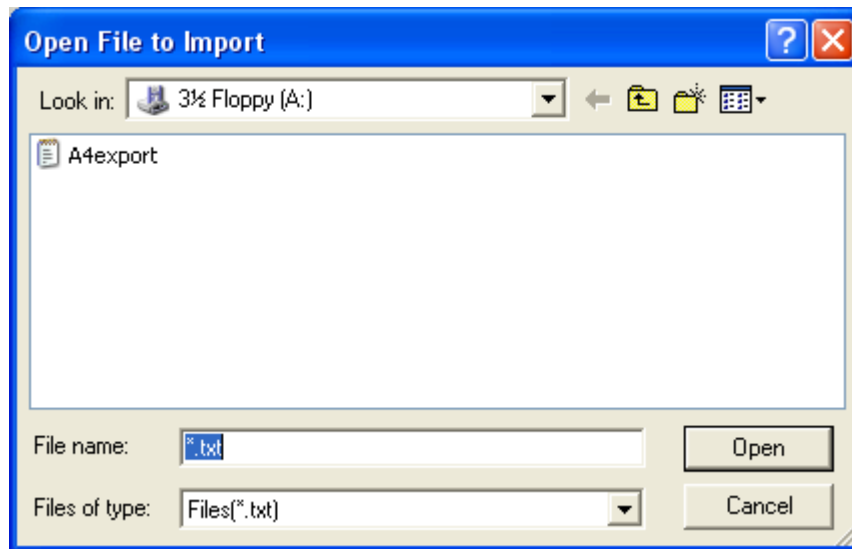 Open File to Import
Look in: 3½ Floppy (A:)
A4export
File name: *.txt
Open
Files of type: Files(*.txt)
Cancel